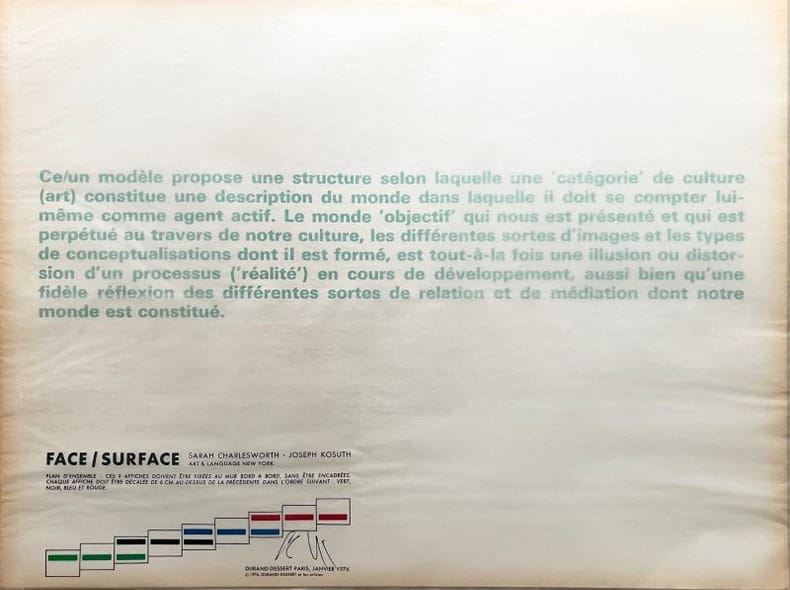 Ce/un modèle propose une structure selon laquelle une 'catégorie' de culture
(art) constitue une description du monde dans laquelle il doit se compter lui-
même comme agent actif. Le monde 'objectif' qui nous est présenté et qui est
perpétué au travers de notre culture, les différentes sortes d'images et les types
de conceptualisations dont il est formé, est tout-à-la fois une illusion ou distor-
sion d'un processus ('réalité') en cours de développement, aussi bien qu'une
fidèle réflexion des différentes sortes de relation et de médiation dont notre
monde est constitué.
FACE / SURFACE SARAH CHARLESWORTH - JOSEPH KOSUTH
ART & LANGUAGE NEW YORK
PLAN D'ENSEMBLE : CES 9 AFFICHES DOIVENT ÊTRE FIXÉES AU MUR BORD A BORD, SANS ÊTRE ENCADRÉES.
CHAQUE AFFICHE DOIT ÊTRE DÉCALÉE DE 6 CM AU-DESSUS DE LA PRÉCÉDENTE DANS L'ORDRE SUIVANT : VERT,
NOIR, BLEU ET ROUGE.
DURAND-DESSERT PARIS, JANVIER 1976
© 1976, DURAND-DESSERT et les artistes